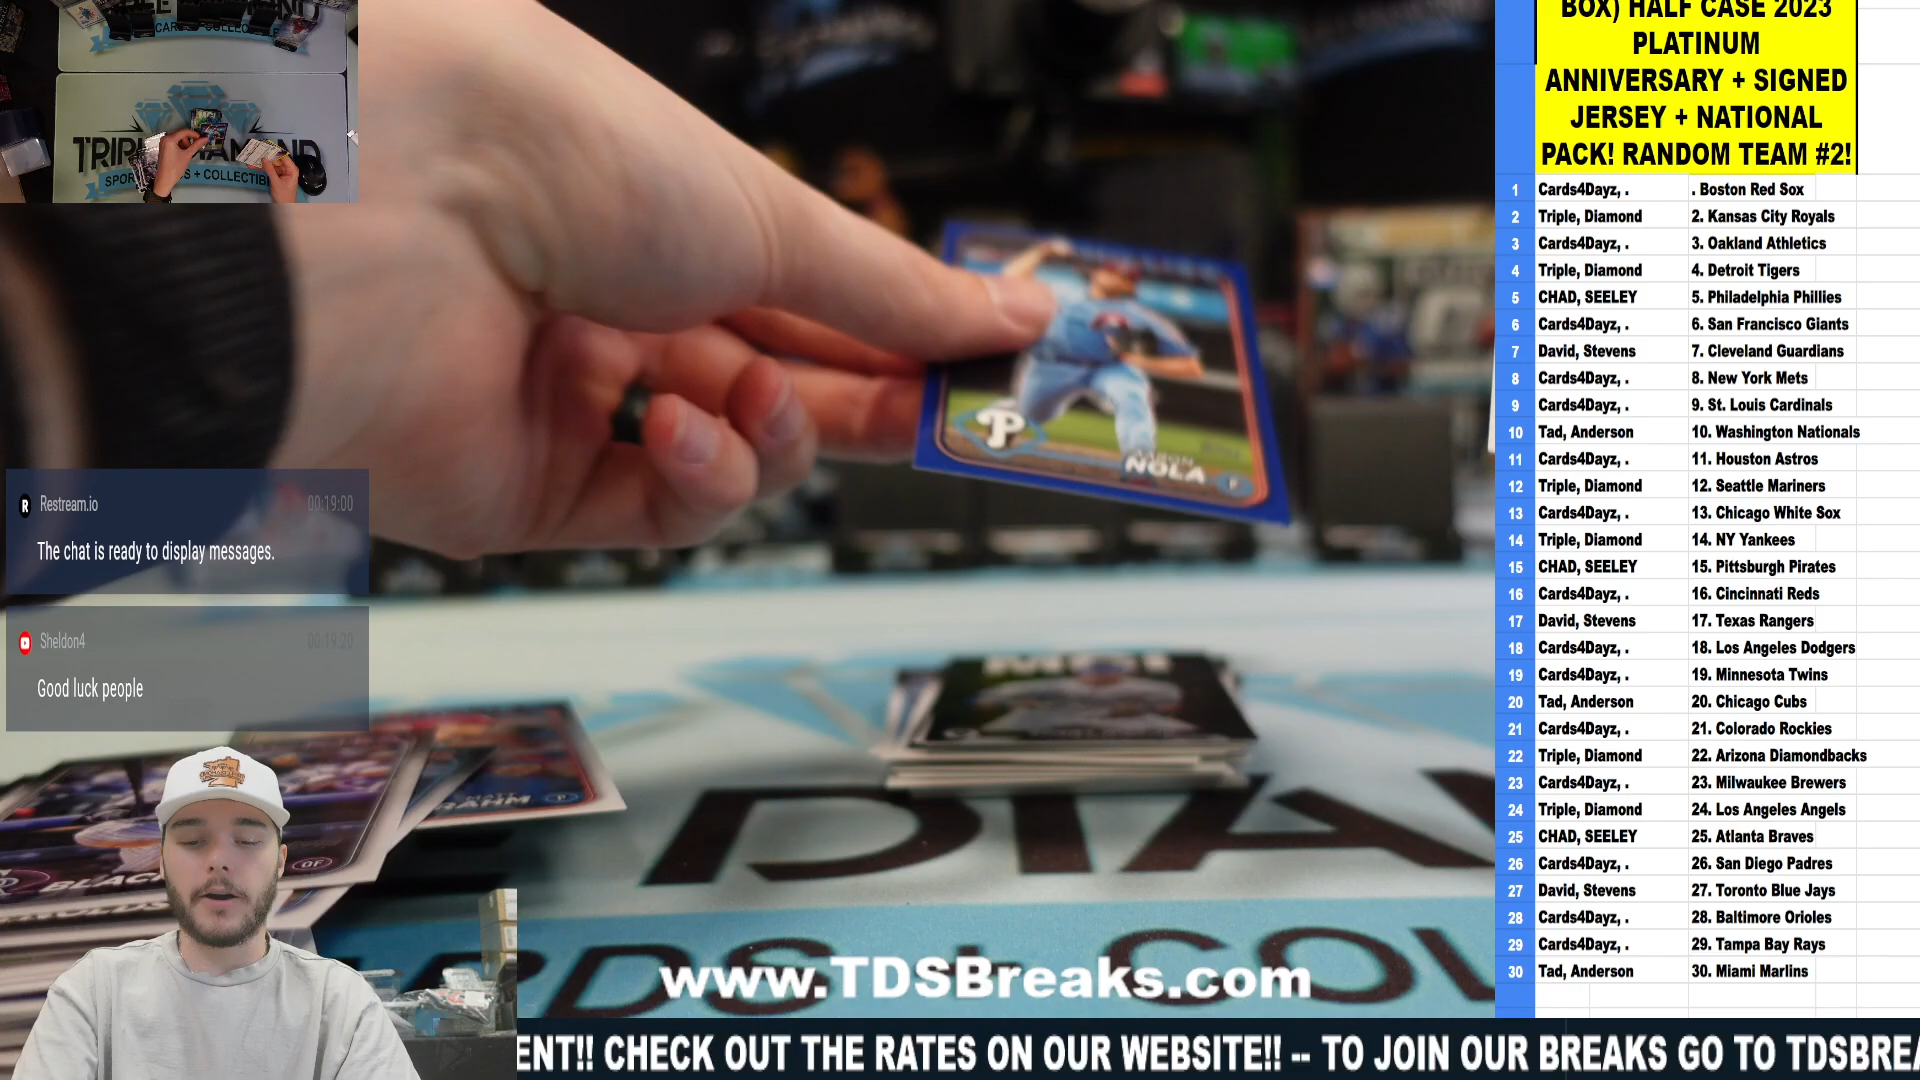 BOX) HALF CASE 2023
PLATINUM
ANNIVERSARY + SIGNED
JERSEY + NATIONAL
PACK! RANDOM TEAM #2!
1 Cards4Dayz, . . Boston Red Sox
2 Triple, Diamond 2. Kansas City Royals
3 Cards4Dayz, . 3. Oakland Athletics
4 Triple, Diamond 4. Detroit Tigers
5 CHAD, SEELEY 5. Philadelphia Phillies
6 Cards4Dayz, . 6. San Francisco Giants
7 David, Stevens 7. Cleveland Guardians
8 Cards4Dayz, . 8. New York Mets
9 Cards4Dayz, . 9. St. Louis Cardinals
10 Tad, Anderson 10. Washington Nationals
11 Cards4Dayz, . 11. Houston Astros
12 Triple, Diamond 12. Seattle Mariners
13 Cards4Dayz, . 13. Chicago White Sox
14 Triple, Diamond 14. NY Yankees
15 CHAD, SEELEY 15. Pittsburgh Pirates
16 Cards4Dayz, . 16. Cincinnati Reds
17 David, Stevens 17. Texas Rangers
18 Cards4Dayz, . 18. Los Angeles Dodgers
19 Cards4Dayz, . 19. Minnesota Twins
20 Tad, Anderson 20. Chicago Cubs
21 Cards4Dayz, . 21. Colorado Rockies
22 Triple, Diamond 22. Arizona Diamondbacks
23 Cards4Dayz, . 23. Milwaukee Brewers
24 Triple, Diamond 24. Los Angeles Angels
25 CHAD, SEELEY 25. Atlanta Braves
26 Cards4Dayz, . 26. San Diego Padres
27 David, Stevens 27. Toronto Blue Jays
28 Cards4Dayz, . 28. Baltimore Orioles
29 Cards4Dayz, . 29. Tampa Bay Rays
30 Tad, Anderson 30. Miami Marlins
P
NOLA
P
Restream.io 00:19:00
The chat is ready to display messages.
Sheldon4 00:19:20
Good luck people
RAHM
OF
BLACK
DIA
RDS + COL
www.TDSBreaks.com
ENT!! CHECK OUT THE RATES ON OUR WEBSITE!! -- TO JOIN OUR BREAKS GO TO TDSBREA